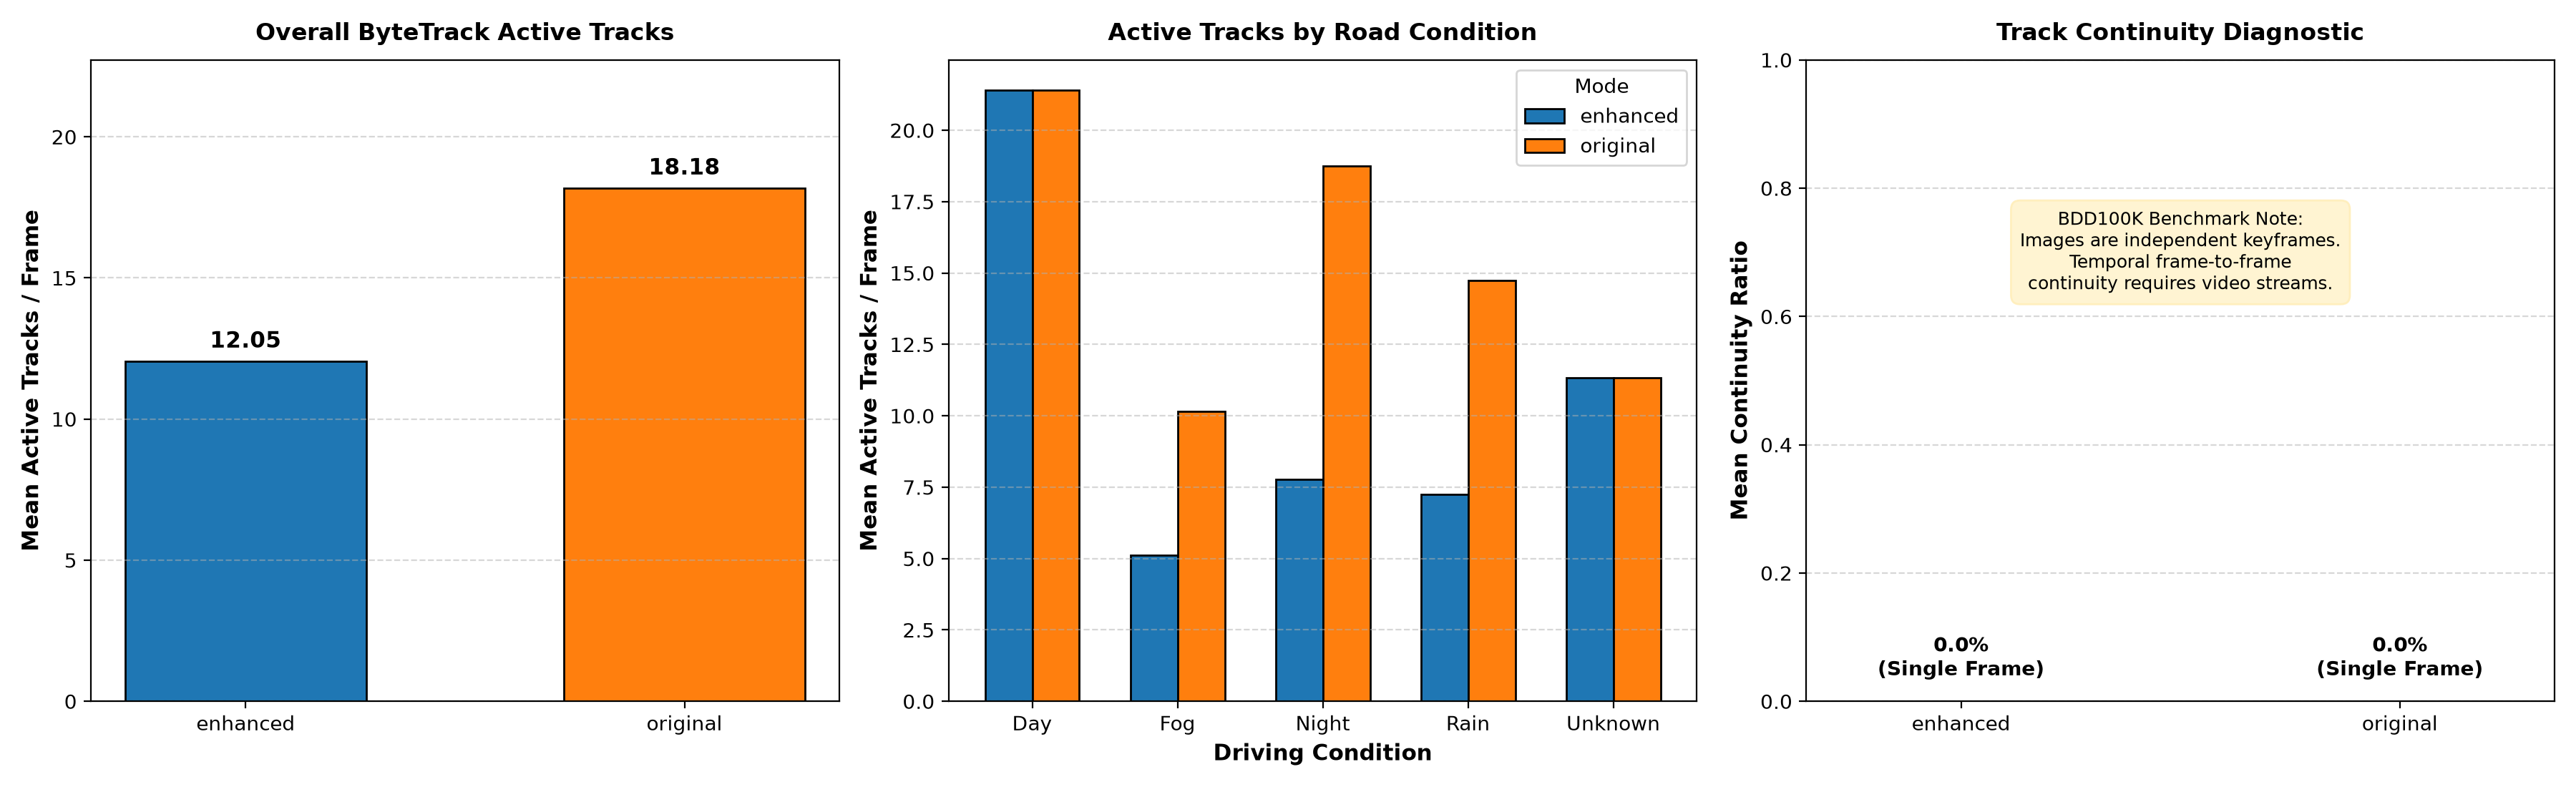 Overall ByteTrack Active Tracks
Mean Active Tracks / Frame
20
15
10
5
0
12.05
18.18
enhanced
original
Active Tracks by Road Condition
Mean Active Tracks / Frame
20.0
17.5
15.0
12.5
10.0
7.5
5.0
2.5
0.0
Mode
enhanced
original
Day
Fog
Night
Rain
Unknown
Driving Condition
Track Continuity Diagnostic
Mean Continuity Ratio
1.0
0.8
0.6
0.4
0.2
0.0
BDD100K Benchmark Note:
Images are independent keyframes.
Temporal frame-to-frame
continuity requires video streams.
0.0%
(Single Frame)
0.0%
(Single Frame)
enhanced
original